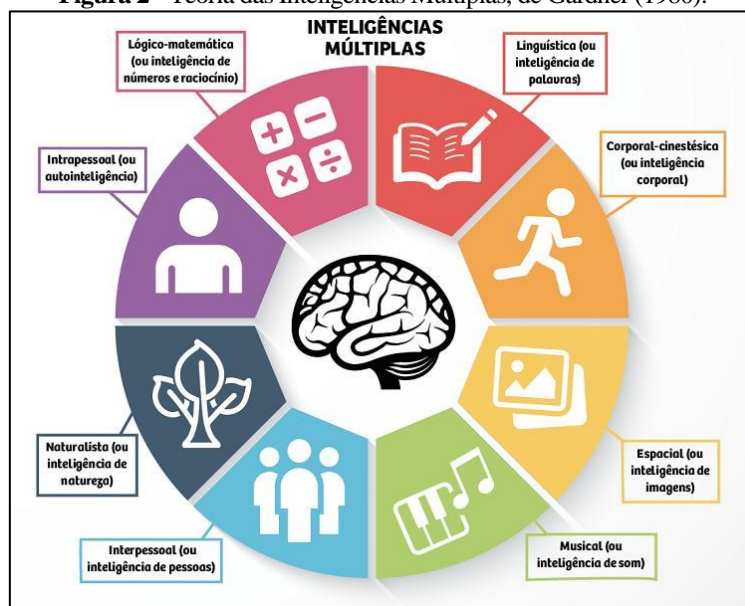 Figura 2 - Teoria das Inteligências Múltiplas, de Gardner (1980).
INTELIGÊNCIAS
MÚLTIPLAS
Lógico-matemática
(ou inteligência de
números e raciocínio)
Linguística (ou
inteligência de
palavras)
Intrapessoal (ou
autointeligência)
Corporal-cinestésica
(ou inteligência
corporal)
Naturalista (ou
inteligência de
natureza)
Espacial (ou
inteligência de
imagens)
Interpessoal (ou
inteligência de pessoas)
Musical (ou
inteligência de som)